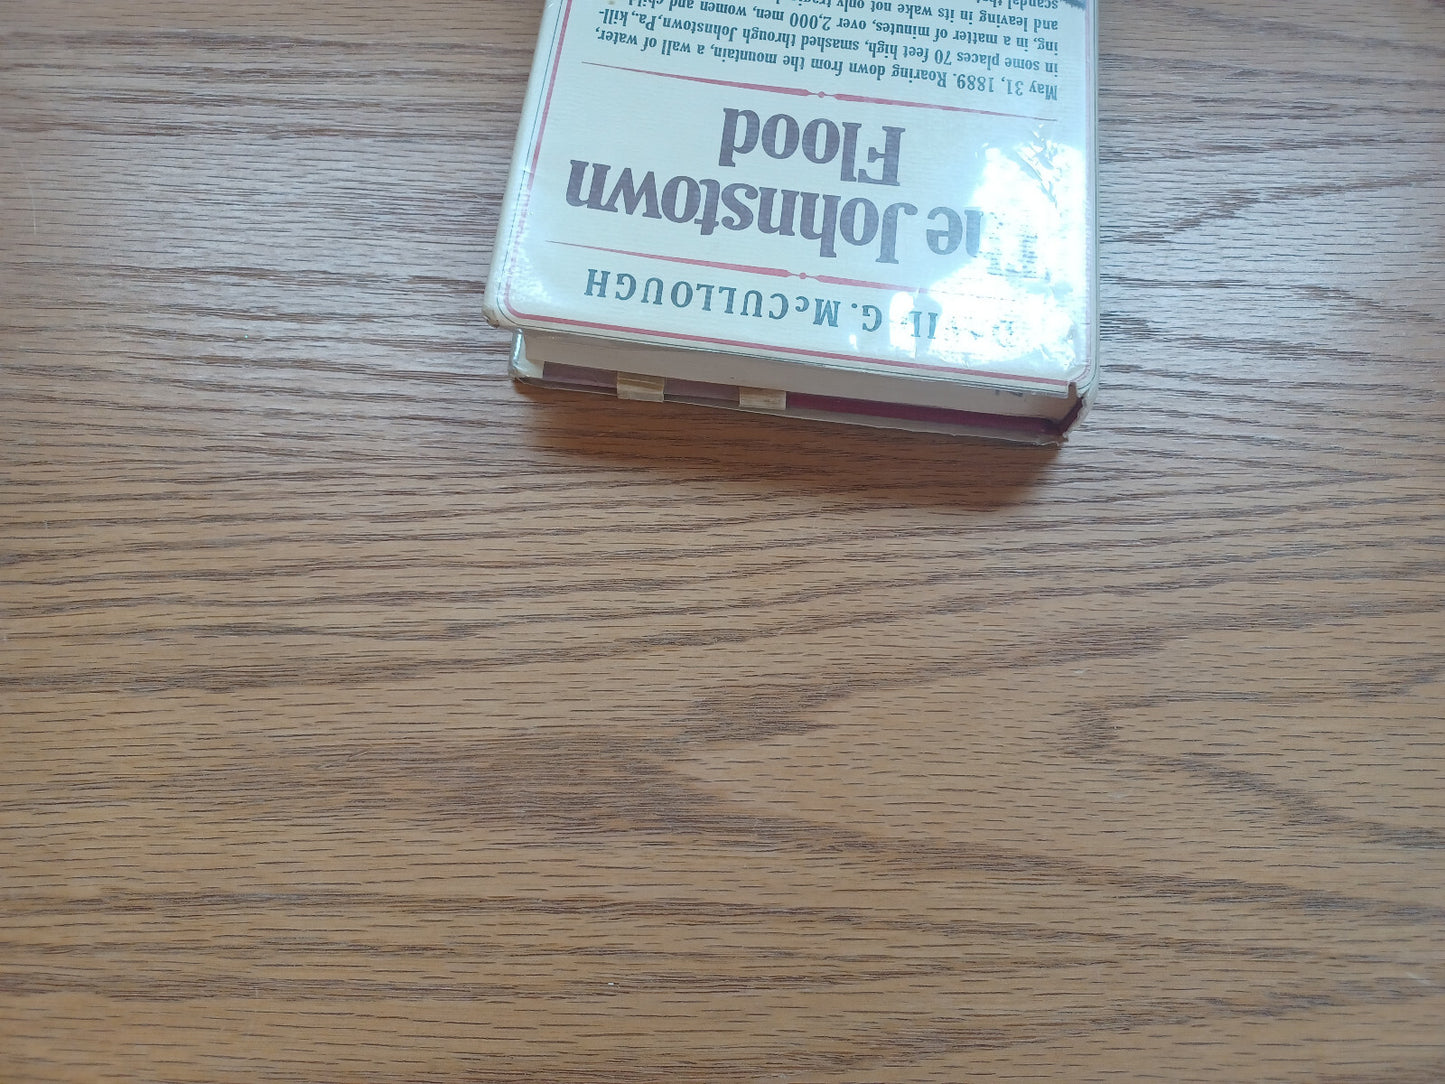 G. McCULLOUGH
The Johnstown
Flood
May 31, 1889. Roaring down from the mountain, a wall of water,
in some places 70 feet high, smashed through Johnstown, Pa., kill-
ing, in a matter of minutes, over 2,000 men, women and
and leaving in its wake not only
scandal